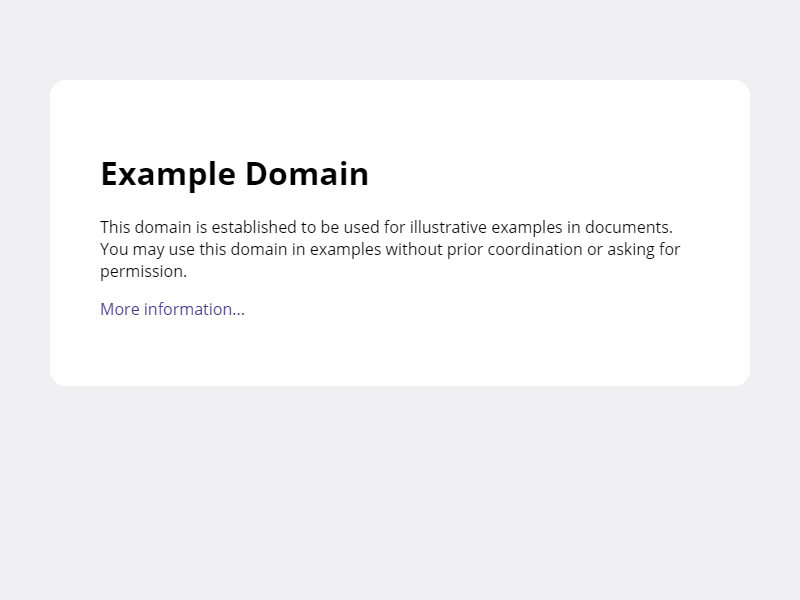 Example Domain
This domain is established to be used for illustrative examples in documents.
You may use this domain in examples without prior coordination or asking for
permission.
More information...